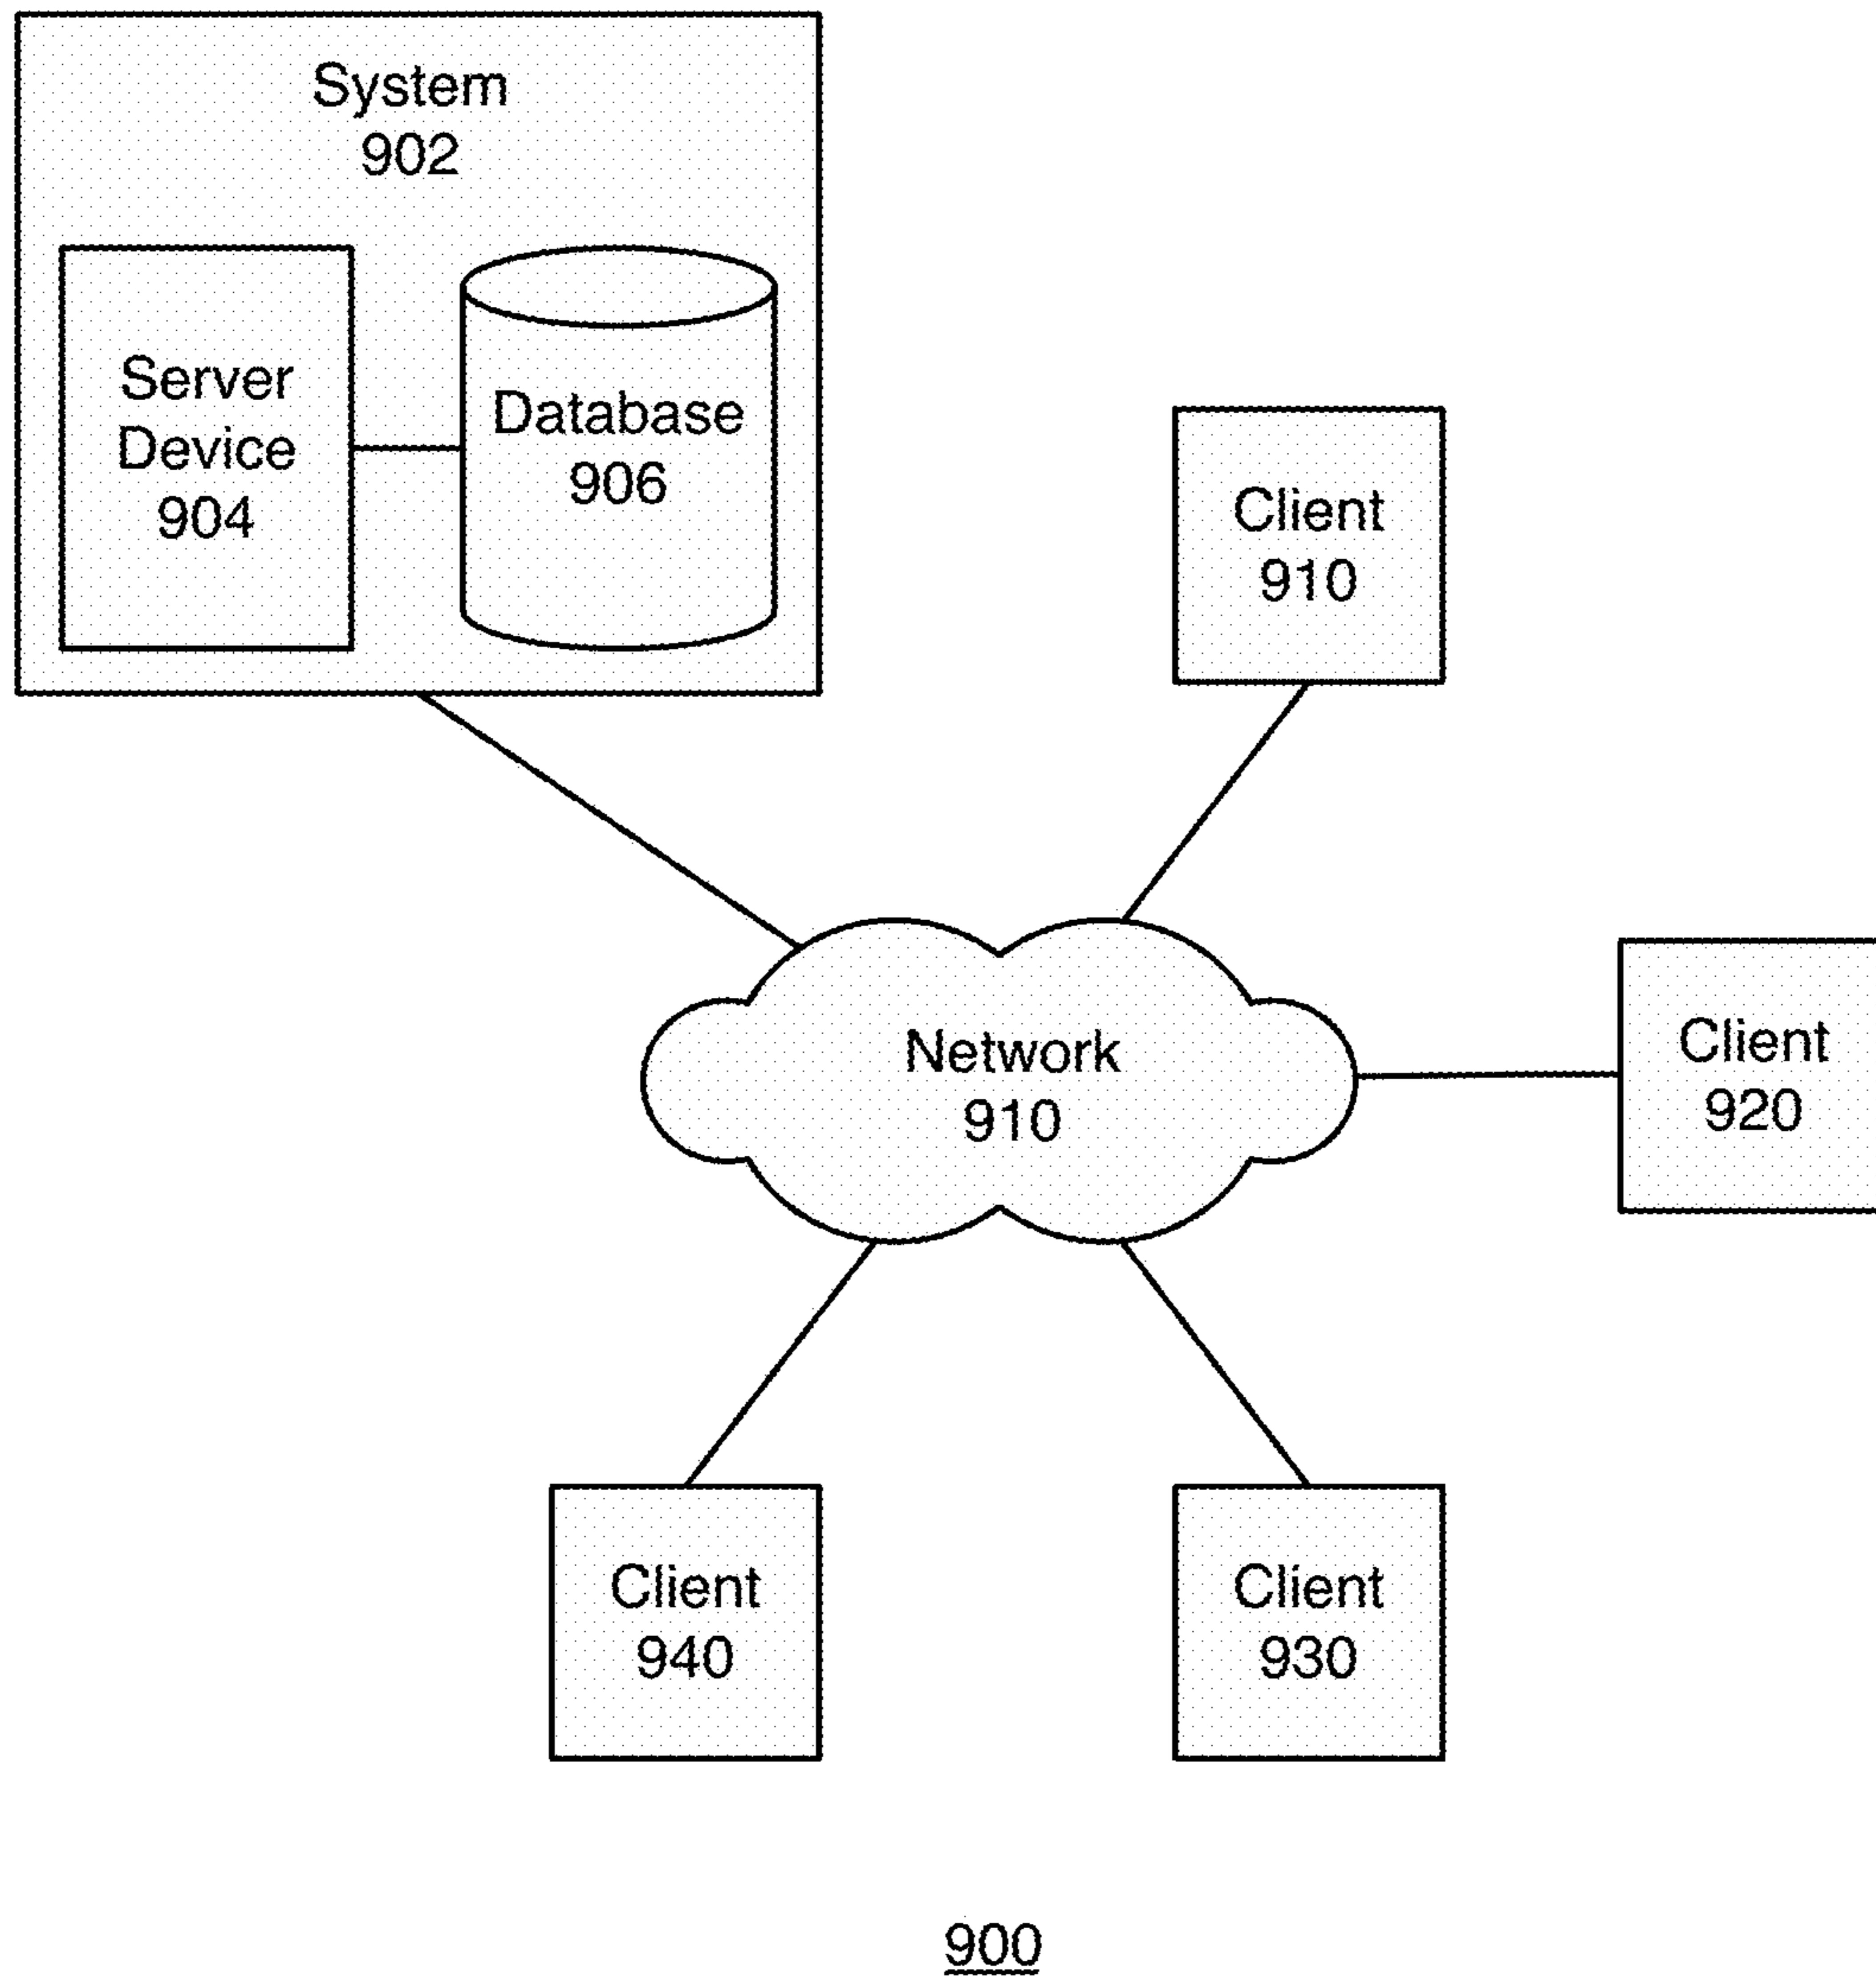 System
902
Server
Device
904
Database
906
Client
910
Network
910
Client
920
Client
940
Client
930
900